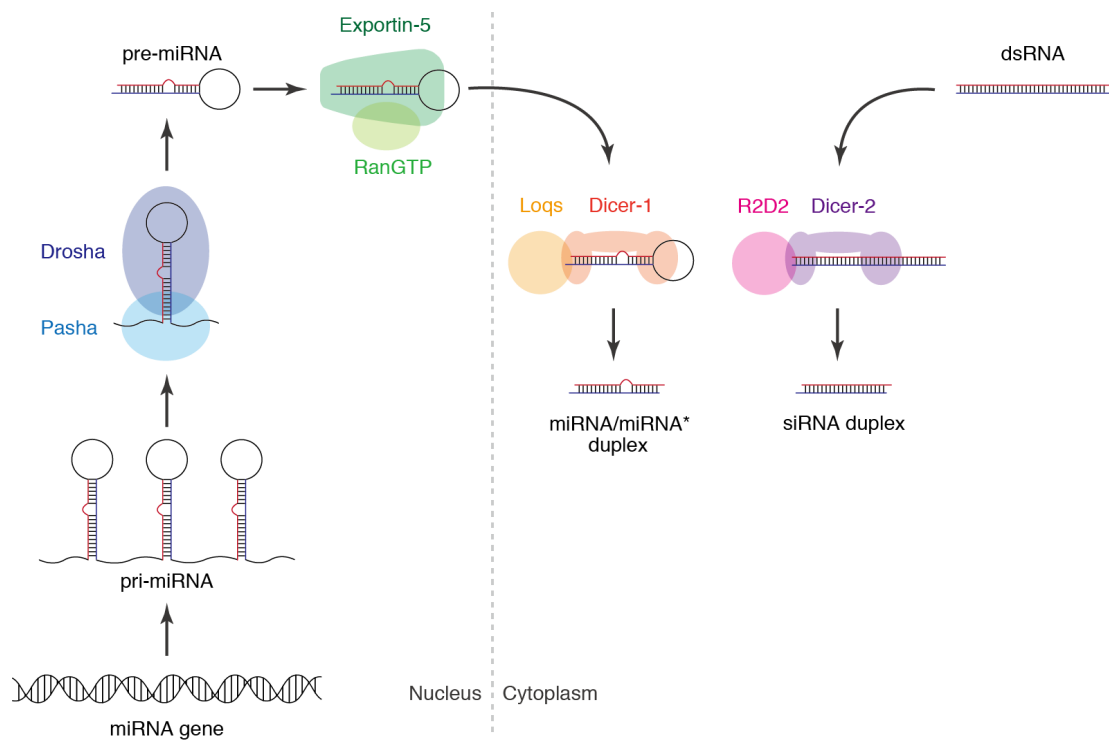 Exportin-5
pre-miRNA
dsRNA
RanGTP
Loqs
Dicer-1
R2D2
Dicer-2
Drosha
Pasha
miRNA/miRNA*
duplex
siRNA duplex
pri-miRNA
Nucleus
Cytoplasm
miRNA gene